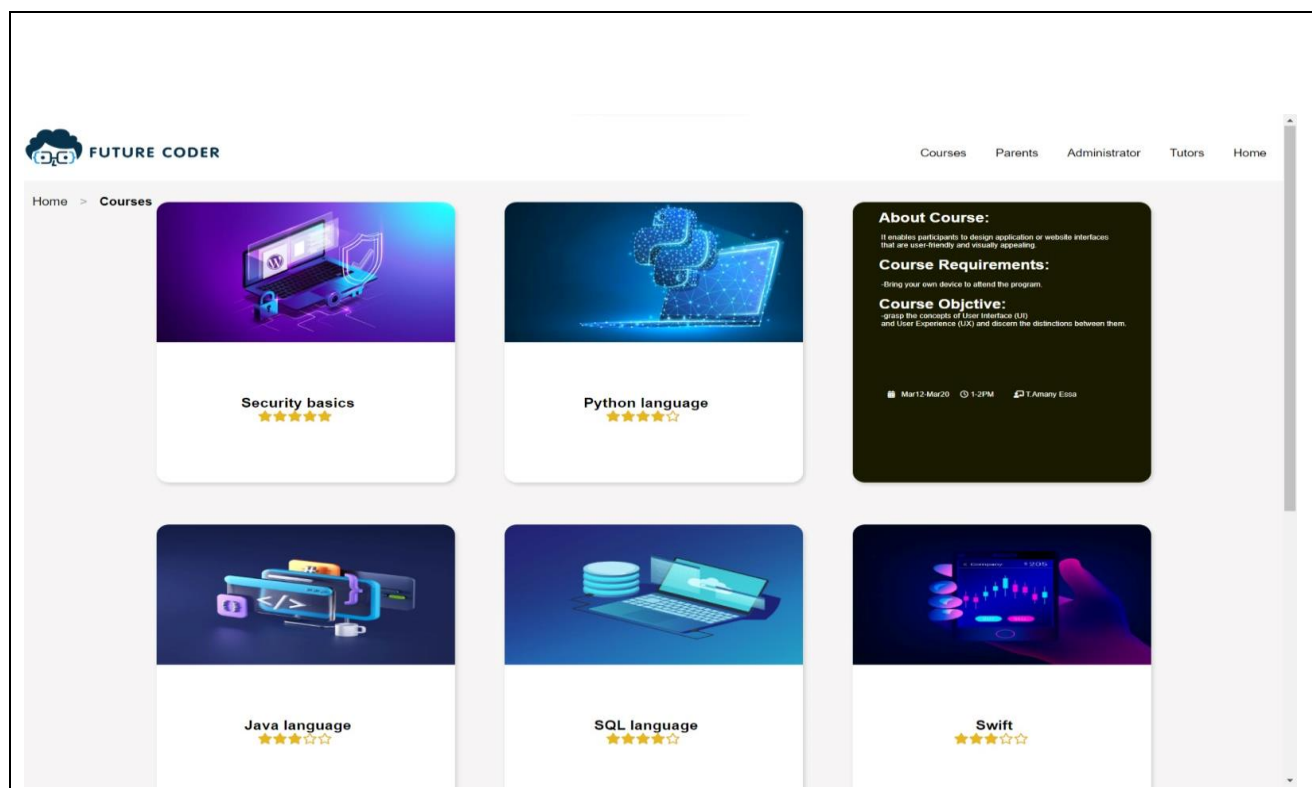 FUTURE CODER
Courses Parents Administrator Tutors Home
Home > Courses
Security basics
Python language
About Course:
It enables participants to design application or website interfaces
that are user-friendly and visually appealing.
Course Requirements:
-Bring your own device to attend the program.
Course Objctive:
-grasp the concepts of User Interface (UI)
and User Experience (UX) and discern the distinctions between them.
Mar12-Mar20 1-2PM T.Amany Essa
</>
Java language
SQL language
< Company
Swift